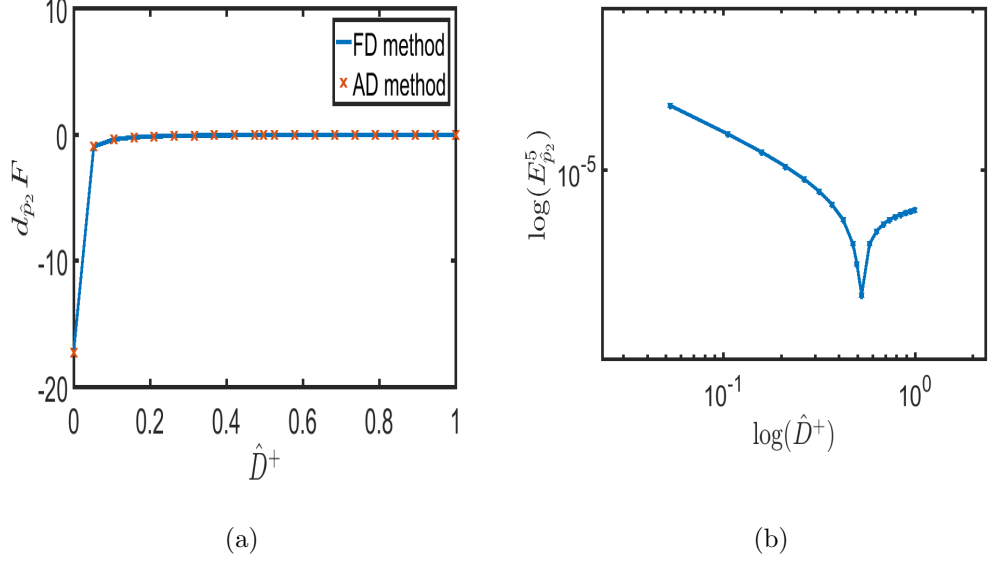 10
0
-10
-20
d_{\hat{p}_2} F
FD method
AD method
0 0.2 0.4 0.6 0.8 1
\hat{D}^+
(a)
log(E^5_{\hat{p}_2})
10^{-5}
10^{-1} 10^0
log(\hat{D}^+)
(b)